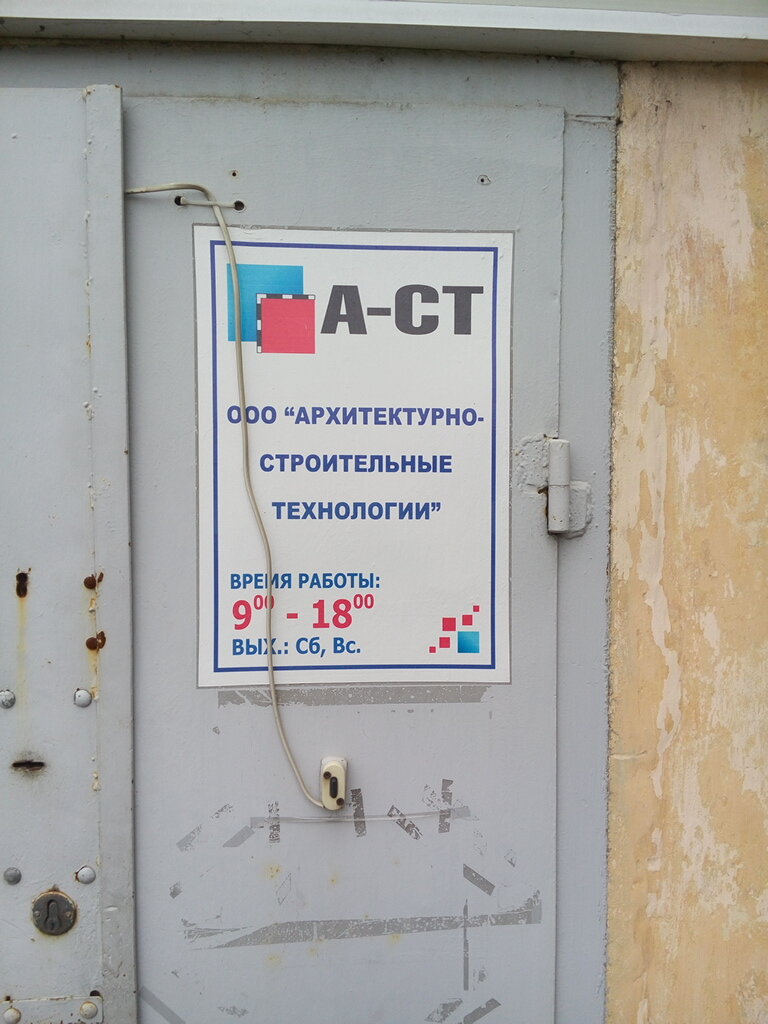 А-СТ
ООО “АРХИТЕКТУРНО-
СТРОИТЕЛЬНЫЕ
ТЕХНОЛОГИИ”
ВРЕМЯ РАБОТЫ:
9⁰⁰ - 18⁰⁰
ВЫХ.: Сб, Вс.